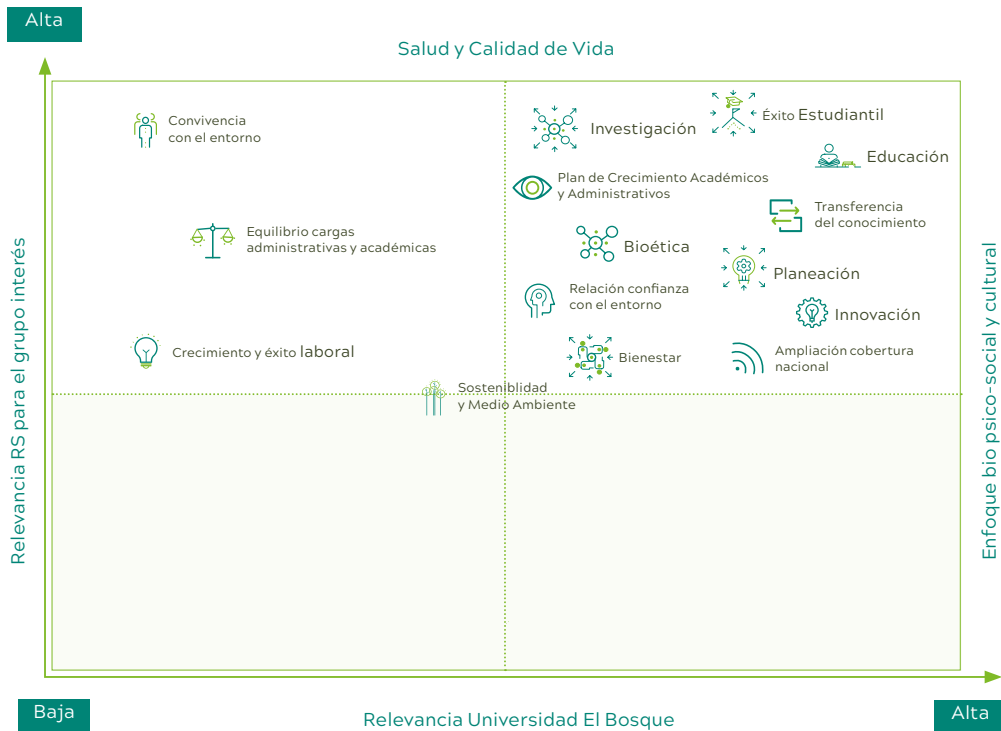 Alta
Salud y Calidad de Vida
Convivencia
con el entorno
Investigación
Éxito Estudiantil
Educación
Plan de Crecimiento Académicos
y Administrativos
Transferencia
del conocimiento
Equilibrio cargas
administrativas y académicas
Bioética
Planeación
Relación confianza
con el entorno
Innovación
Crecimiento y éxito laboral
Bienestar
Ampliación cobertura
nacional
Sosteniblidad
y Medio Ambiente
Relevancia RS para el grupo interés
Enfoque bio psico-social y cultural
Baja
Relevancia Universidad El Bosque
Alta